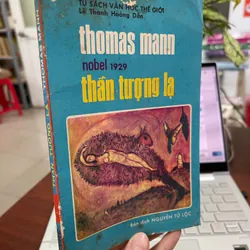 TỦ SÁCH VĂN HỌC THẾ GIỚI
Lê Thanh Hoàng Dân
thomas mann
nobel 1929
thần tượng lạ
bản dịch NGUYỄN TỬ LỘC